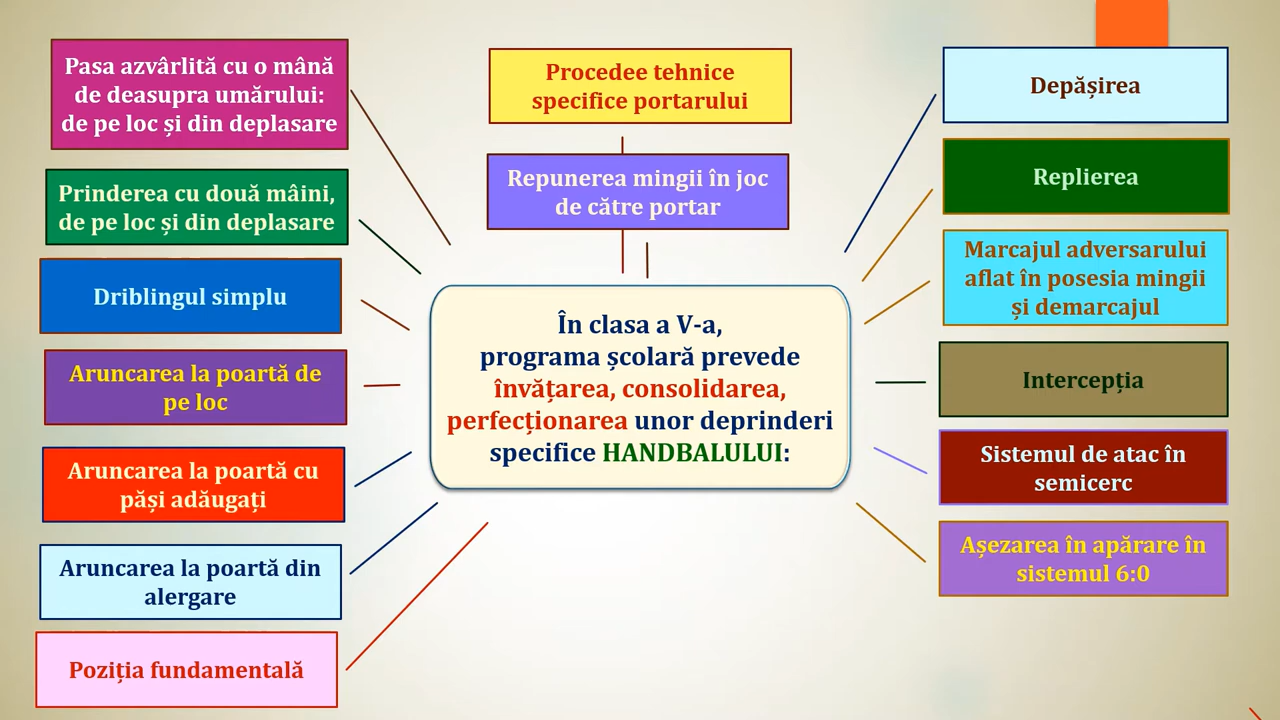 Pasa azvârlită cu o mână
de deasupra umărului:
de pe loc și din deplasare
Prinderea cu două mâini,
de pe loc și din deplasare
Driblingul simplu
Aruncarea la poartă de
pe loc
Aruncarea la poartă cu
păși adăugați
Aruncarea la poartă din
alergare
Poziția fundamentală
Procedee tehnice
specifice portarului
Repunerea mingii în joc
de către portar
În clasa a V-a,
programa școlară prevede
învățarea, consolidarea,
perfecționarea unor deprinderi
specifice HANDBALULUI:
Depășirea
Replierea
Marcajul adversarului
aflat în posesia mingii
și demarcajul
Intercepția
Sistemul de atac în
semicerc
Așezarea în apărare în
sistemul 6:0